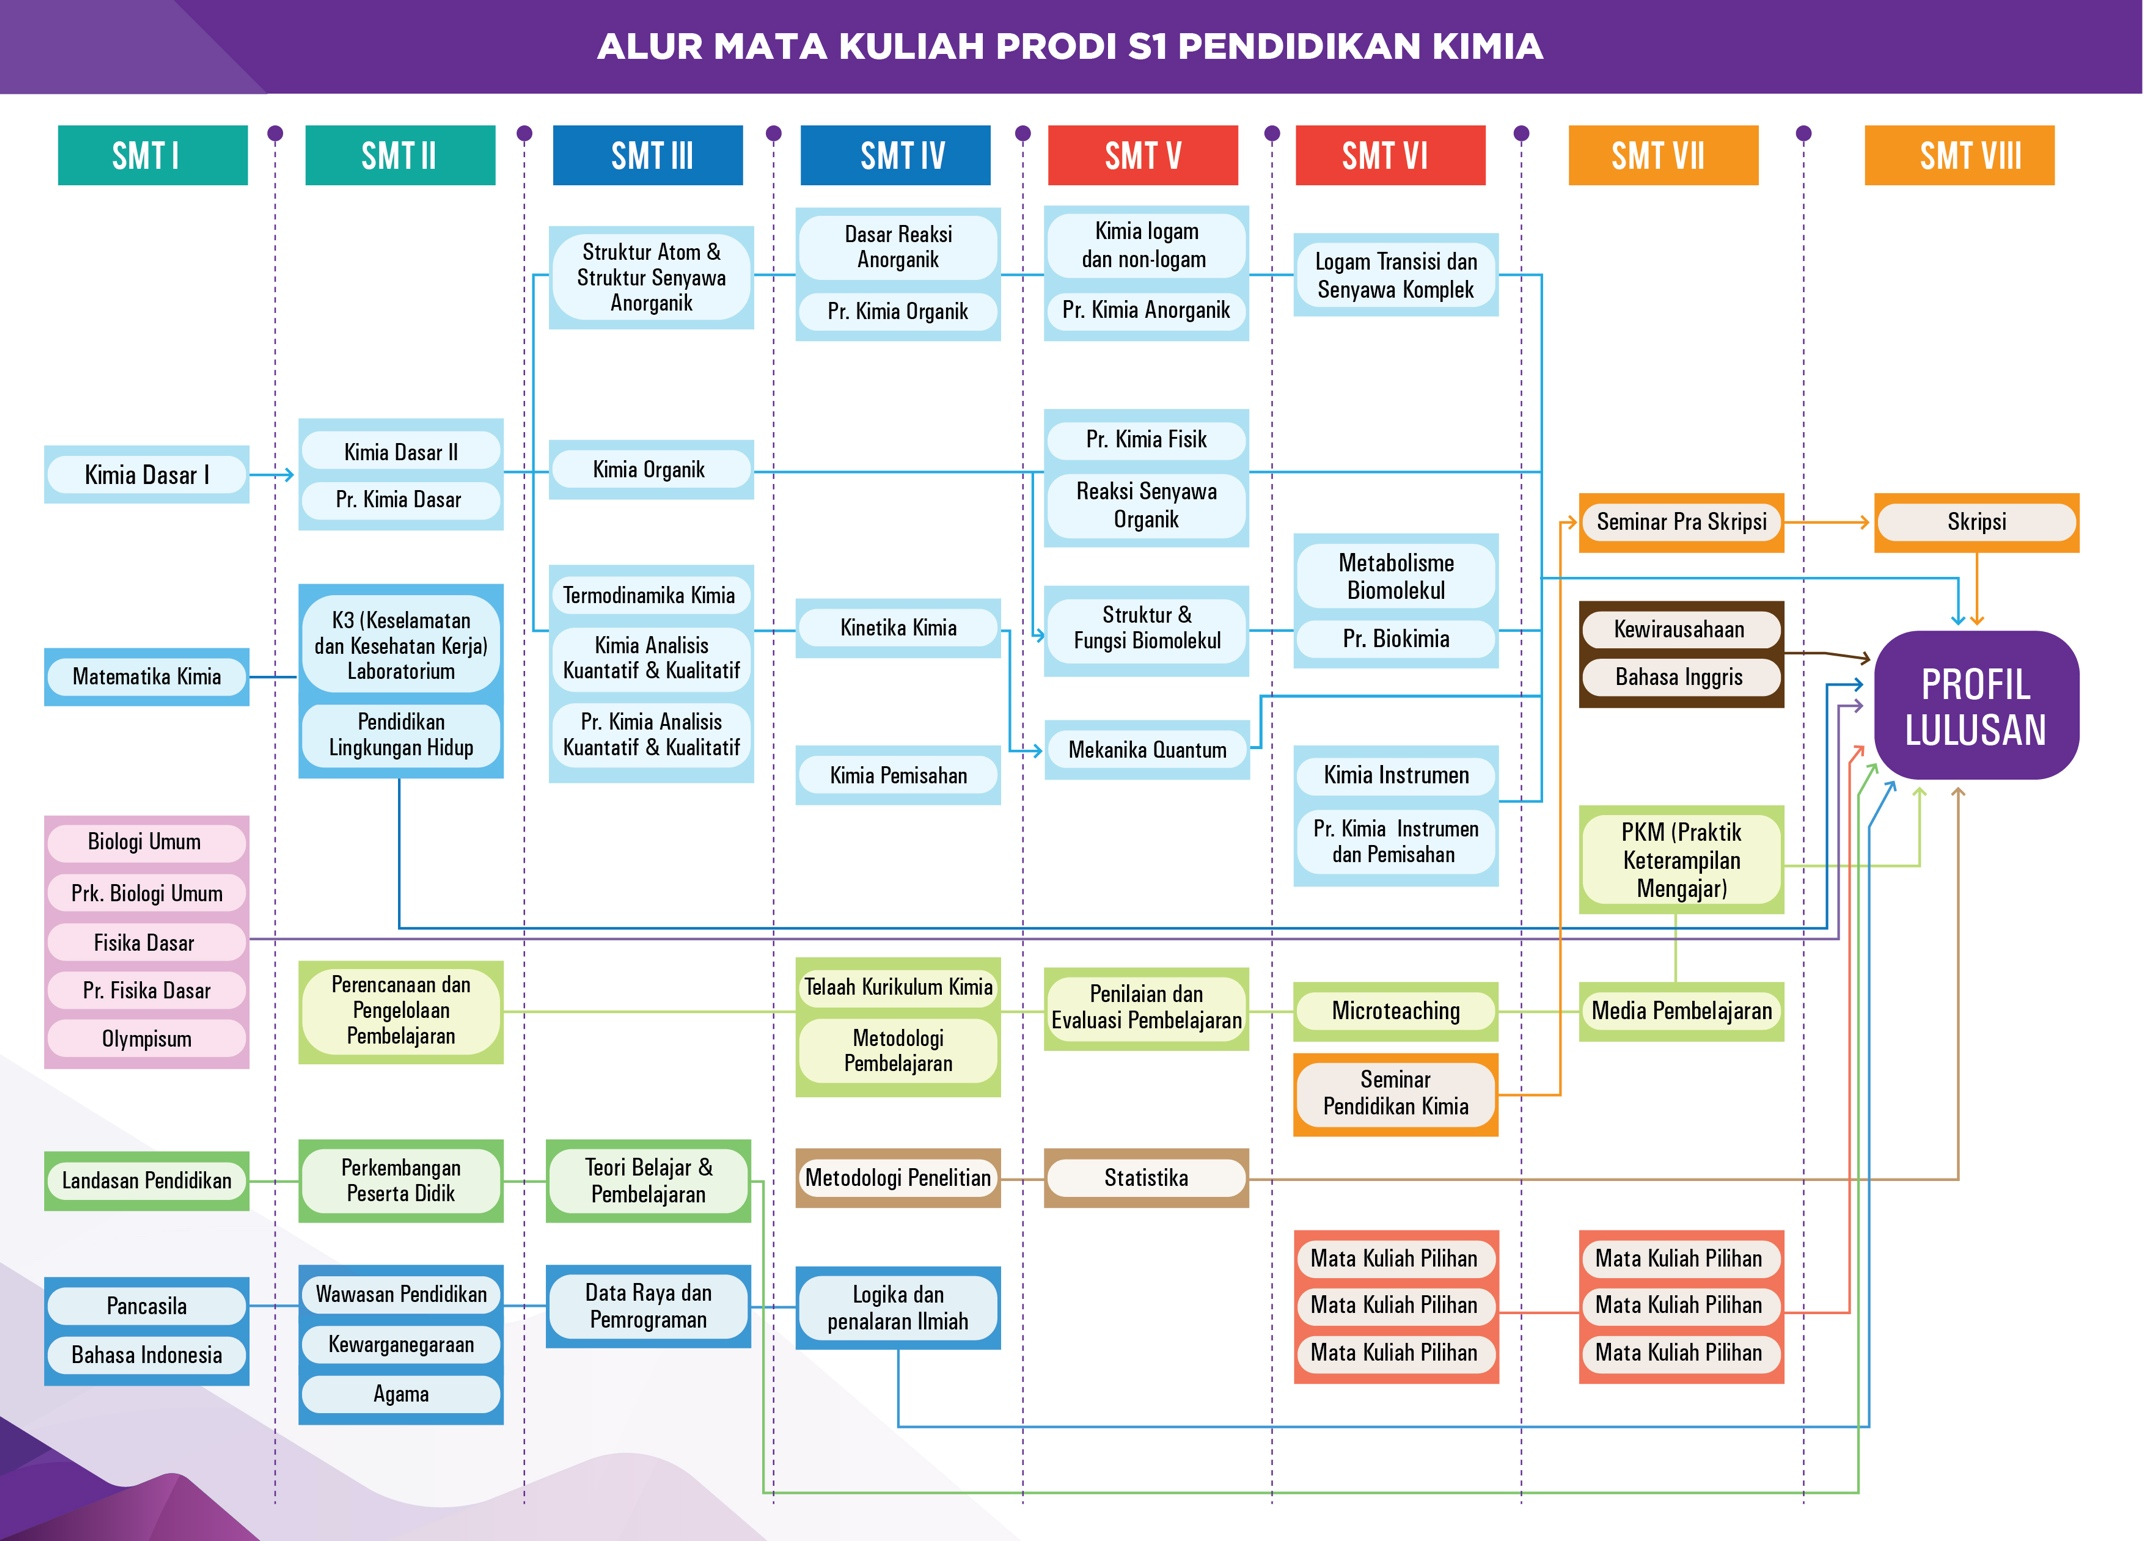 ALUR MATA KULIAH PRODI S1 PENDIDIKAN KIMIA
SMT I
SMT II
SMT III
SMT IV
SMT V
SMT VI
SMT VII
SMT VIII
Kimia Dasar I
Matematika Kimia
Biologi Umum
Prk. Biologi Umum
Fisika Dasar
Pr. Fisika Dasar
Olympisum
Landasan Pendidikan
Pancasila
Bahasa Indonesia
Kimia Dasar II
Pr. Kimia Dasar
K3 (Keselamatan
dan Kesehatan Kerja)
Laboratorium
Pendidikan
Lingkungan Hidup
Perencanaan dan
Pengelolaan
Pembelajaran
Perkembangan
Peserta Didik
Wawasan Pendidikan
Kewarganegaraan
Agama
Struktur Atom &
Struktur Senyawa
Anorganik
Kimia Organik
Termodinamika Kimia
Kimia Analisis
Kuantatif & Kualitatif
Pr. Kimia Analisis
Kuantatif & Kualitatif
Teori Belajar &
Pembelajaran
Data Raya dan
Pemrograman
Dasar Reaksi
Anorganik
Pr. Kimia Organik
Kinetika Kimia
Kimia Pemisahan
Telaah Kurikulum Kimia
Metodologi
Pembelajaran
Metodologi Penelitian
Logika dan
penalaran Ilmiah
Kimia logam
dan non-logam
Pr. Kimia Anorganik
Pr. Kimia Fisik
Reaksi Senyawa
Organik
Struktur &
Fungsi Biomolekul
Mekanika Quantum
Penilaian dan
Evaluasi Pembelajaran
Statistika
Logam Transisi dan
Senyawa Komplek
Metabolisme
Biomolekul
Pr. Biokimia
Kimia Instrumen
Pr. Kimia Instrumen
dan Pemisahan
Microteaching
Seminar
Pendidikan Kimia
Mata Kuliah Pilihan
Mata Kuliah Pilihan
Mata Kuliah Pilihan
Seminar Pra Skripsi
Kewirausahaan
Bahasa Inggris
PKM (Praktik
Keterampilan
Mengajar)
Media Pembelajaran
Mata Kuliah Pilihan
Mata Kuliah Pilihan
Mata Kuliah Pilihan
Skripsi
PROFIL
LULUSAN